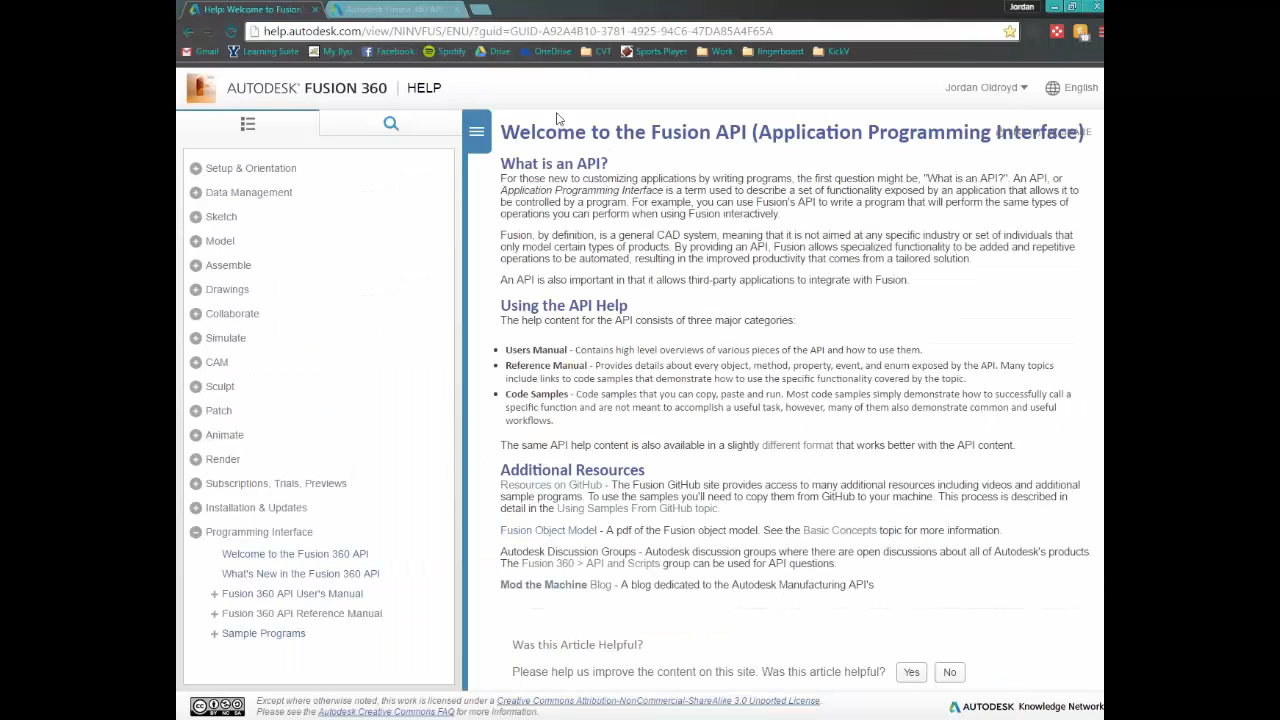 Help: Welcome to Fusion
Autodesk Fusion 360 API
Jordan
help.autodesk.com/view/NINVFUS/ENU/?guid=GUID-A92A4B10-3781-4925-94C6-47DA85A4F65A
Gmail Learning Suite My Ilyu Facebook Spotify Drive OneDrive CVT Sports Player Work fingerboard KickV
AUTODESK® FUSION 360 HELP
Jordan Oldroyd English
Setup & Orientation
Data Management
Sketch
Model
Assemble
Drawings
Collaborate
Simulate
CAM
Sculpt
Patch
Animate
Render
Subscriptions, Trials, Previews
Installation & Updates
Programming Interface
Welcome to the Fusion 360 API
What's New in the Fusion 360 API
Fusion 360 API User's Manual
Fusion 360 API Reference Manual
Sample Programs
Welcome to the Fusion API (Application Programming Interface)
What is an API?
For those new to customizing applications by writing programs, the first question might be, "What is an API?". An API, or
Application Programming Interface is a term used to describe a set of functionality exposed by an application that allows it to
be controlled by a program. For example, you can use Fusion's API to write a program that will perform the same types of
operations you can perform when using Fusion interactively.
Fusion, by definition, is a general CAD system, meaning that it is not aimed at any specific industry or set of individuals that
only model certain types of products. By providing an API, Fusion allows specialized functionality to be added and repetitive
operations to be automated, resulting in the improved productivity that comes from a tailored solution.
An API is also important in that it allows third-party applications to integrate with Fusion.
Using the API Help
The help content for the API consists of three major categories:
• Users Manual - Contains high level overviews of various pieces of the API and how to use them.
• Reference Manual - Provides details about every object, method, property, event, and enum exposed by the API. Many topics
include links to code samples that demonstrate how to use the specific functionality covered by the topic.
• Code Samples - Code samples that you can copy, paste and run. Most code samples simply demonstrate how to successfully call a
specific function and are not meant to accomplish a useful task, however, many of them also demonstrate common and useful
workflows.
The same API help content is also available in a slightly different format that works better with the API content.
Additional Resources
Resources on GitHub - The Fusion GitHub site provides access to many additional resources including videos and additional
sample programs. To use the samples you'll need to copy them from GitHub to your machine. This process is described in
detail in the Using Samples From GitHub topic.
Fusion Object Model - A pdf of the Fusion object model. See the Basic Concepts topic for more information.
Autodesk Discussion Groups - Autodesk discussion groups where there are open discussions about all of Autodesk's products.
The Fusion 360 > API and Scripts group can be used for API questions.
Mod the Machine Blog - A blog dedicated to the Autodesk Manufacturing API's
Was this Article Helpful?
Please help us improve the content on this site. Was this article helpful? Yes No
Except where otherwise noted, this work is licensed under a Creative Commons Attribution-NonCommercial-ShareAlike 3.0 Unported License.
Please see the Autodesk Creative Commons FAQ for more information.
AUTODESK Knowledge Network